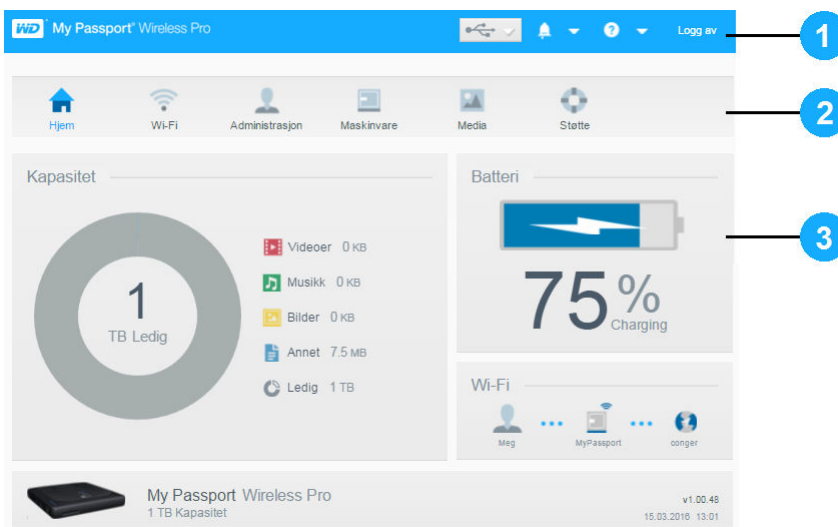 WD My Passport® Wireless Pro
Logg av
1
Hjem Wi-Fi Administrasjon Maskinvare Media Støtte
2
Kapasitet
1
TB Ledig
Videoer 0 KB
Musikk 0 KB
Bilder 0 KB
Annet 7.5 MB
Ledig 1 TB
Batteri
75%
Charging
3
Wi-Fi
Meg MyPassport conger
My Passport Wireless Pro
1 TB Kapasitet
v1.00.48
15.03.2016 13:01